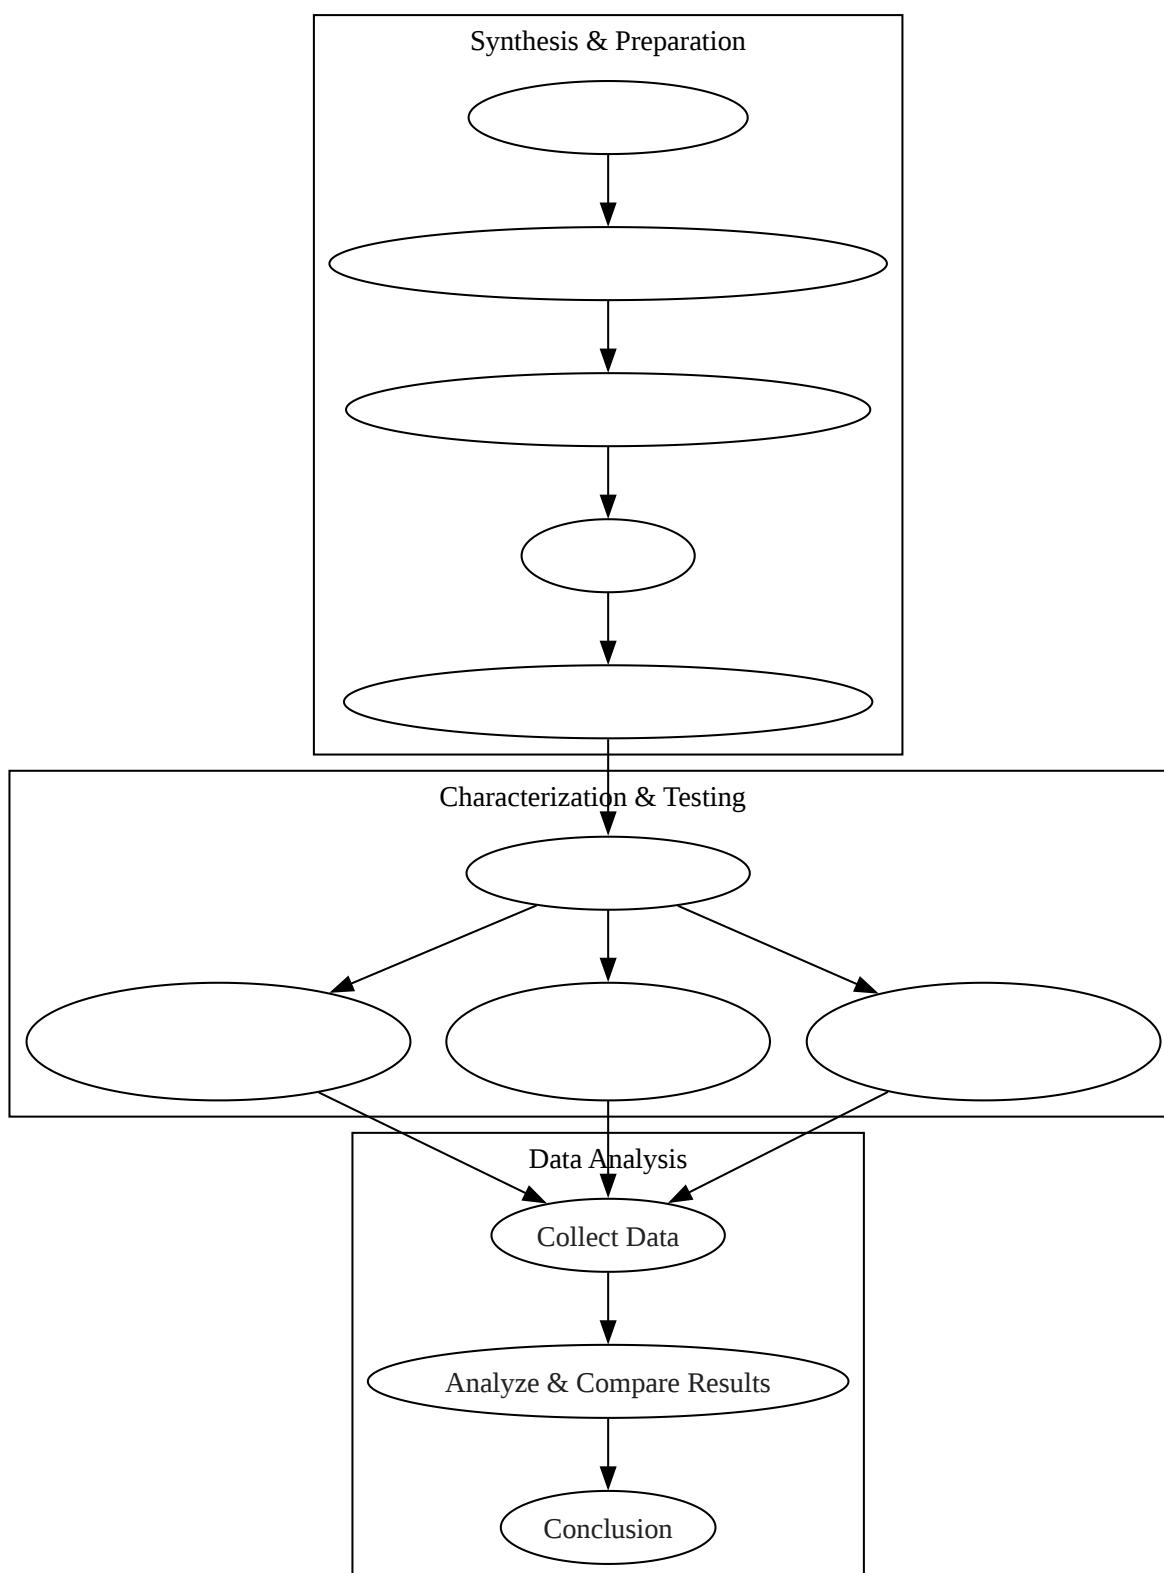 Synthesis & Preparation
Characterization & Testing
Data Analysis
Collect Data
Analyze & Compare Results
Conclusion